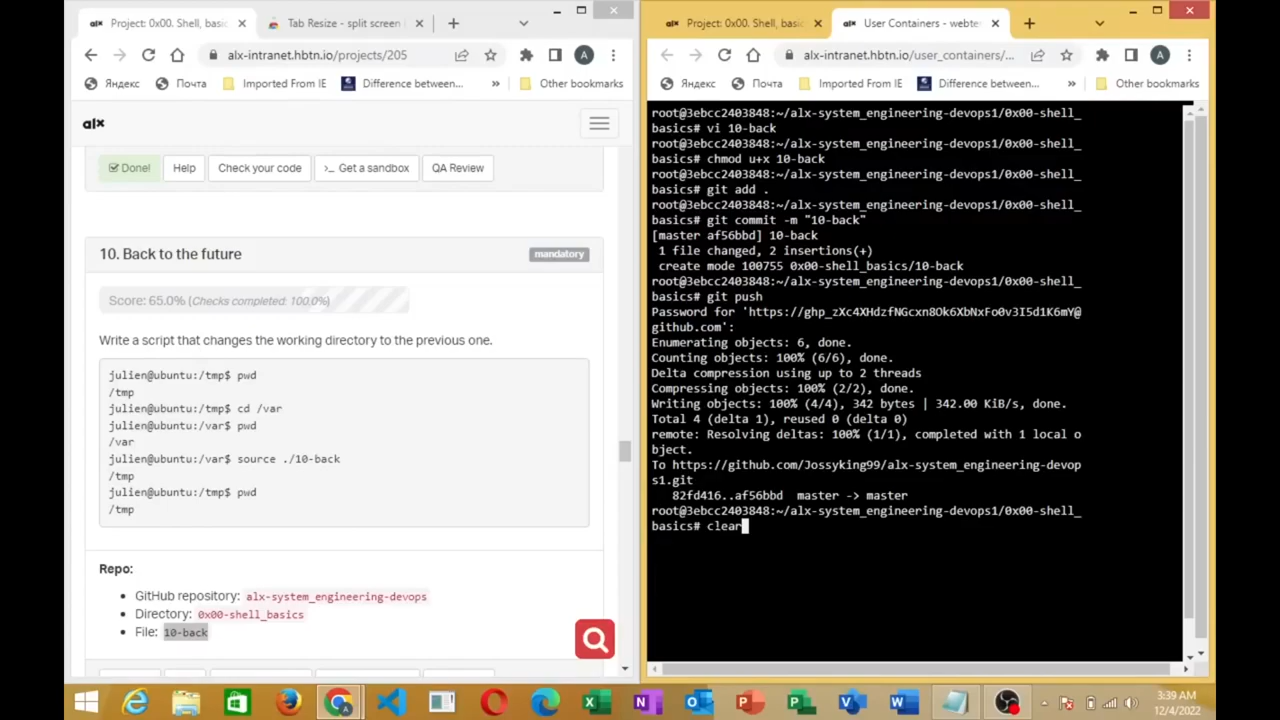 Project: 0x00. Shell, basic
Tab Resize - split screen
alx-intranet.hbtn.io/projects/205
A
Яндекс
Почта
Imported From IE
Difference between...
»
Other bookmarks
alx
Done!
Help
Check your code
>_ Get a sandbox
QA Review
10. Back to the future
mandatory
Score: 65.0% (Checks completed: 100.0%)
Write a script that changes the working directory to the previous one.
julien@ubuntu:/tmp$ pwd
/tmp
julien@ubuntu:/tmp$ cd /var
julien@ubuntu:/var$ pwd
/var
julien@ubuntu:/var$ source ./10-back
/tmp
julien@ubuntu:/tmp$ pwd
/tmp
Repo:
GitHub repository: alx-system_engineering-devops
Directory: 0x00-shell_basics
File: 10-back
Project: 0x00. Shell, basic
User Containers - webte
alx-intranet.hbtn.io/user_containers/...
A
Яндекс
Почта
Imported From IE
Difference between...
»
Other bookmarks
root@3ebcc2403848:~/alx-system_engineering-devops1/0x00-shell_
basics# vi 10-back
root@3ebcc2403848:~/alx-system_engineering-devops1/0x00-shell_
basics# chmod u+x 10-back
root@3ebcc2403848:~/alx-system_engineering-devops1/0x00-shell_
basics# git add .
root@3ebcc2403848:~/alx-system_engineering-devops1/0x00-shell_
basics# git commit -m "10-back"
[master af56bbd] 10-back
1 file changed, 2 insertions(+)
create mode 100755 0x00-shell_basics/10-back
root@3ebcc2403848:~/alx-system_engineering-devops1/0x00-shell_
basics# git push
Password for 'https://ghp_zXc4XHdzfNGcxn8Ok6XbNxFo0v3I5d1K6mY@
github.com':
Enumerating objects: 6, done.
Counting objects: 100% (6/6), done.
Delta compression using up to 2 threads
Compressing objects: 100% (2/2), done.
Writing objects: 100% (4/4), 342 bytes | 342.00 KiB/s, done.
Total 4 (delta 1), reused 0 (delta 0)
remote: Resolving deltas: 100% (1/1), completed with 1 local o
bject.
To https://github.com/Jossyking99/alx-system_engineering-devop
s1.git
82fd416..af56bbd master -> master
root@3ebcc2403848:~/alx-system_engineering-devops1/0x00-shell_
basics# clear
3:39 AM
12/4/2022